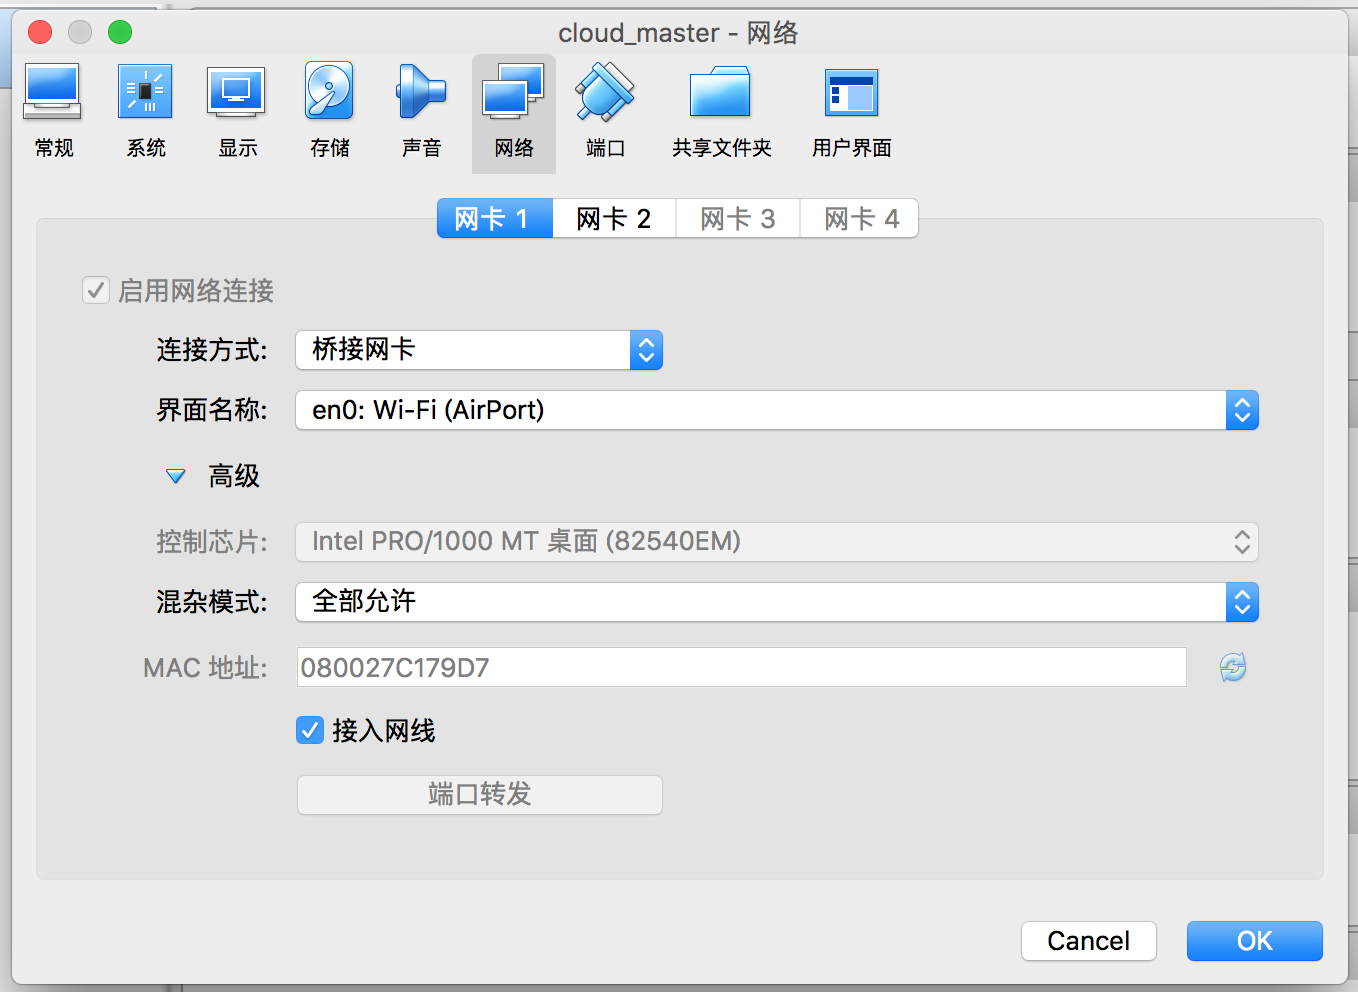 cloud_master - 网络
常规 系统 显示 存储 声音 网络 端口 共享文件夹 用户界面
网卡 1 网卡 2 网卡 3 网卡 4
启用网络连接
连接方式: 桥接网卡
界面名称: en0: Wi-Fi (AirPort)
高级
控制芯片: Intel PRO/1000 MT 桌面 (82540EM)
混杂模式: 全部允许
MAC 地址: 080027C179D7
接入网线
端口转发
Cancel OK